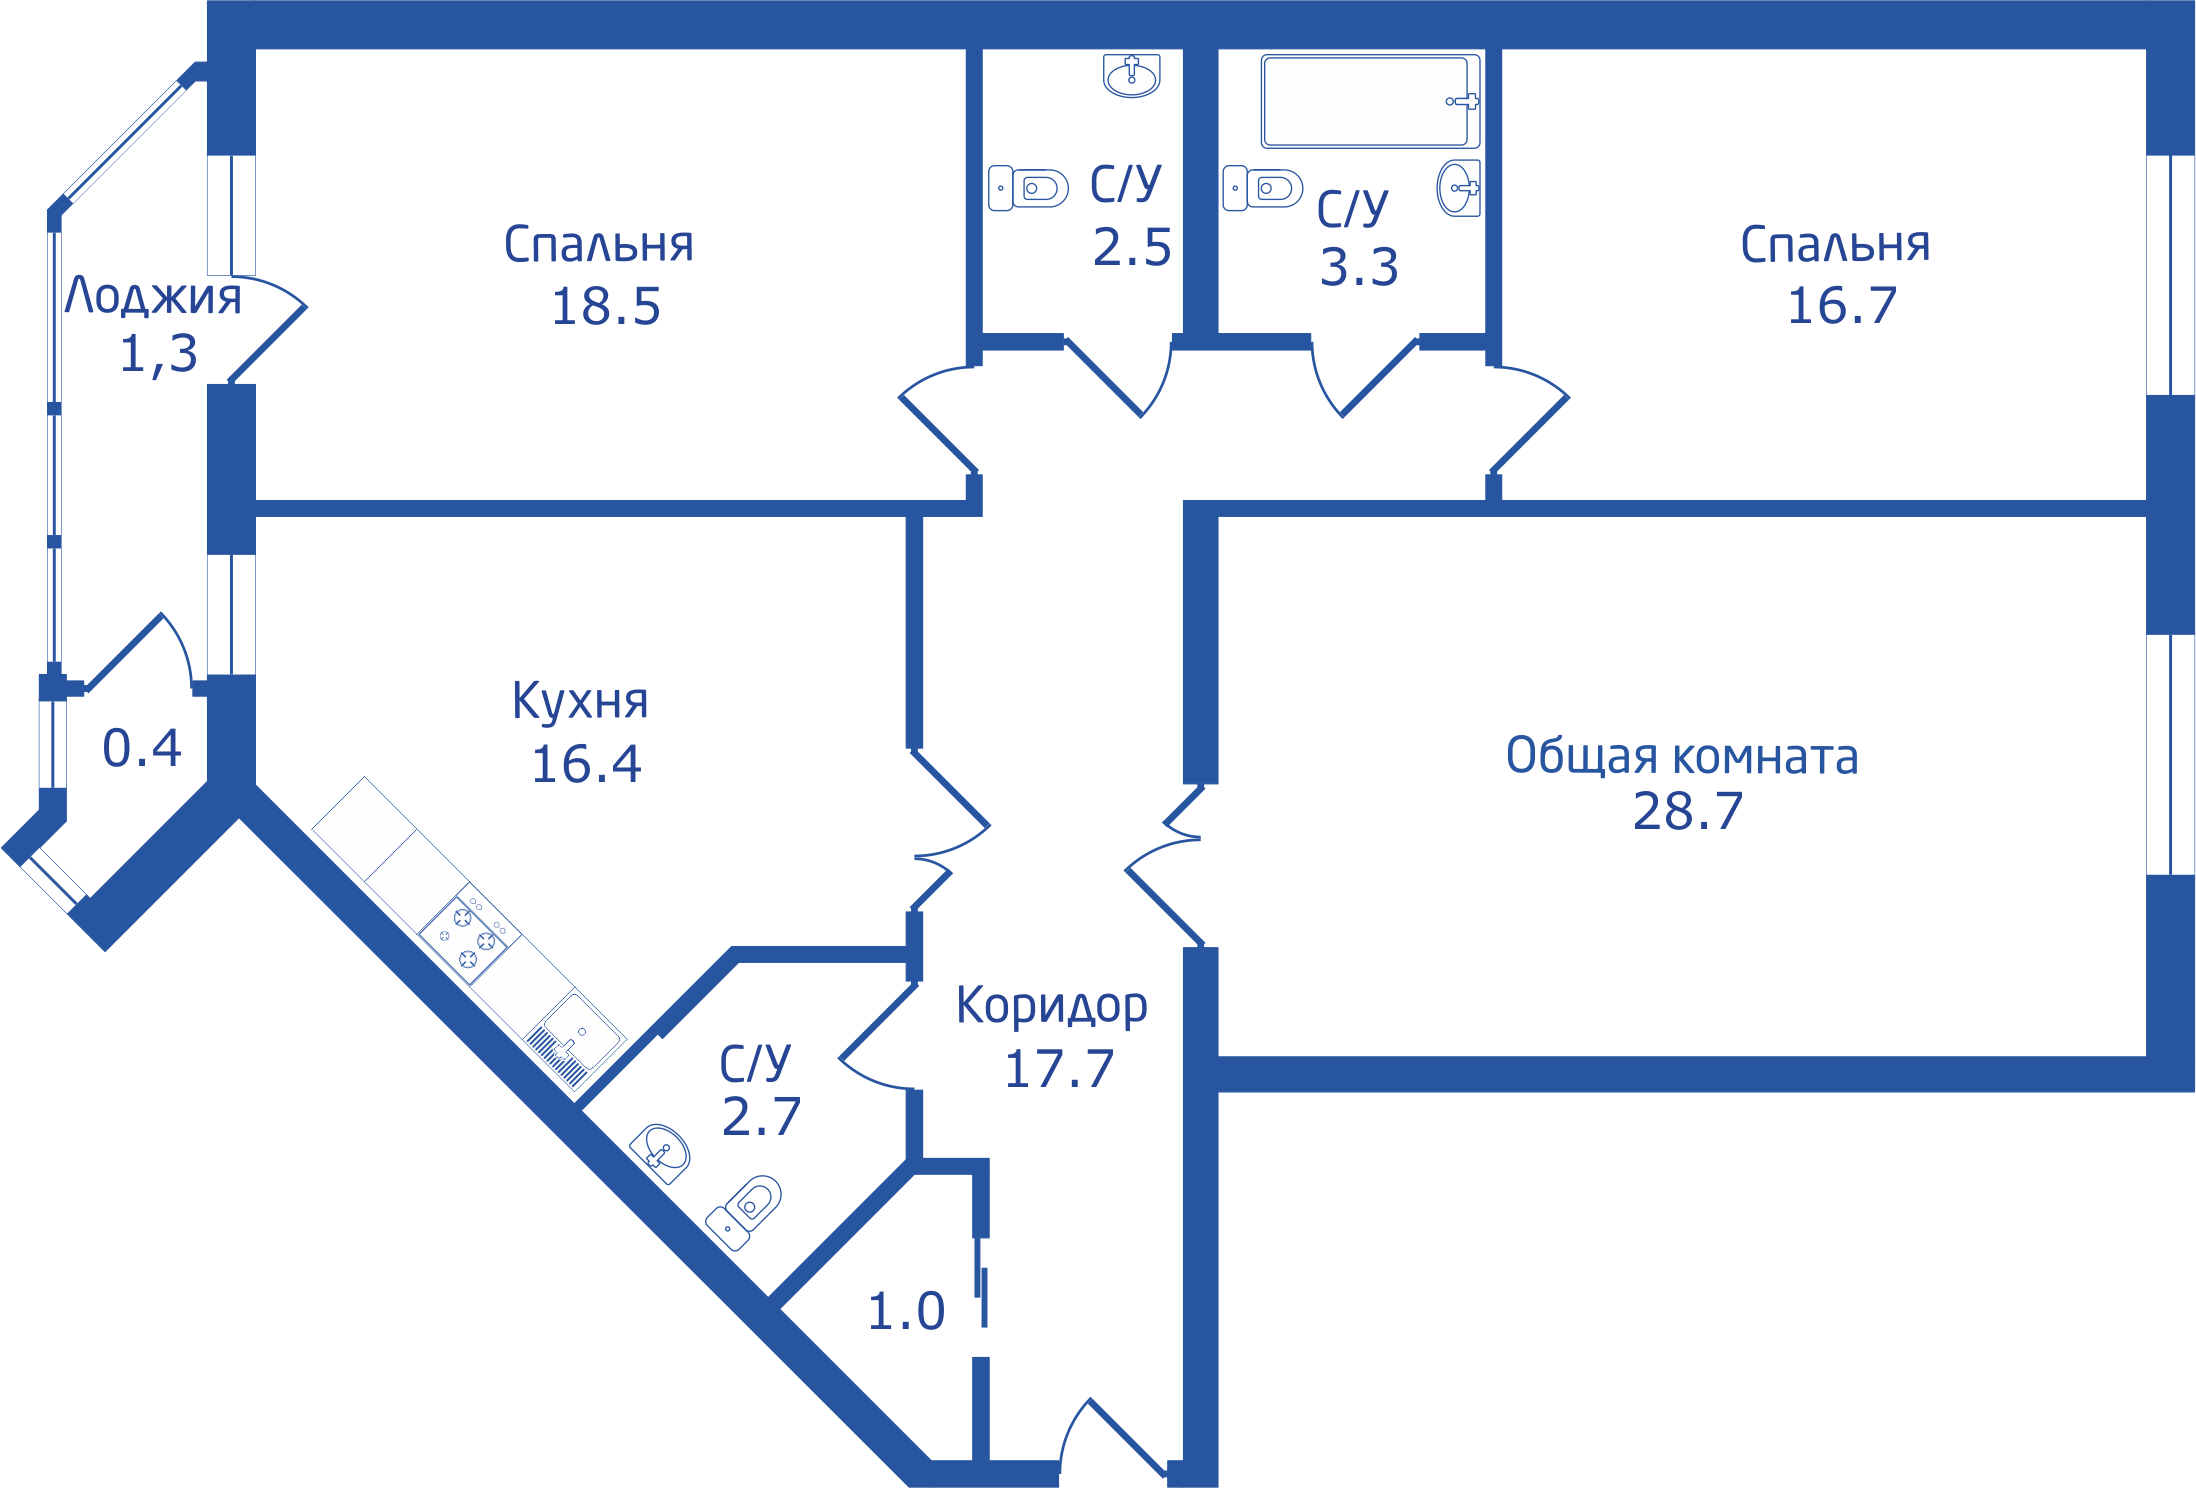 Спальня
18.5
С/У
2.5
С/У
3.3
Спальня
16.7
Лоджия
1,3
0.4
Кухня
16.4
Общая комната
28.7
Коридор
17.7
С/У
2.7
1.0